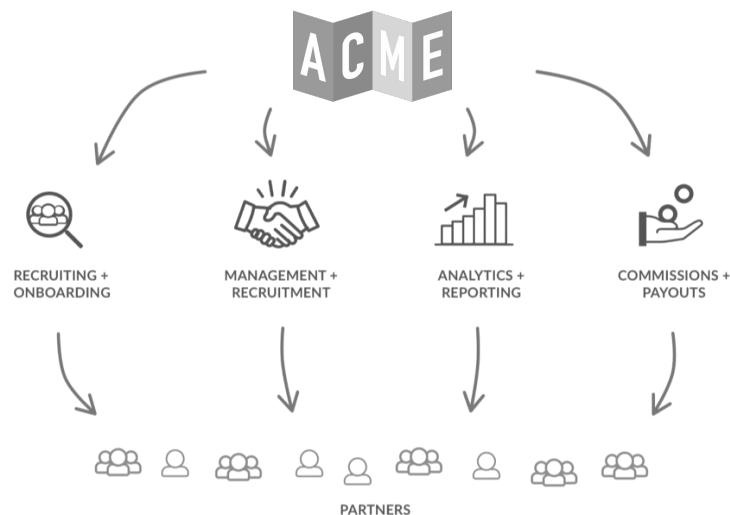 ACME
RECRUITING +
ONBOARDING
MANAGEMENT +
RECRUITMENT
ANALYTICS +
REPORTING
COMMISSIONS +
PAYOUTS
PARTNERS